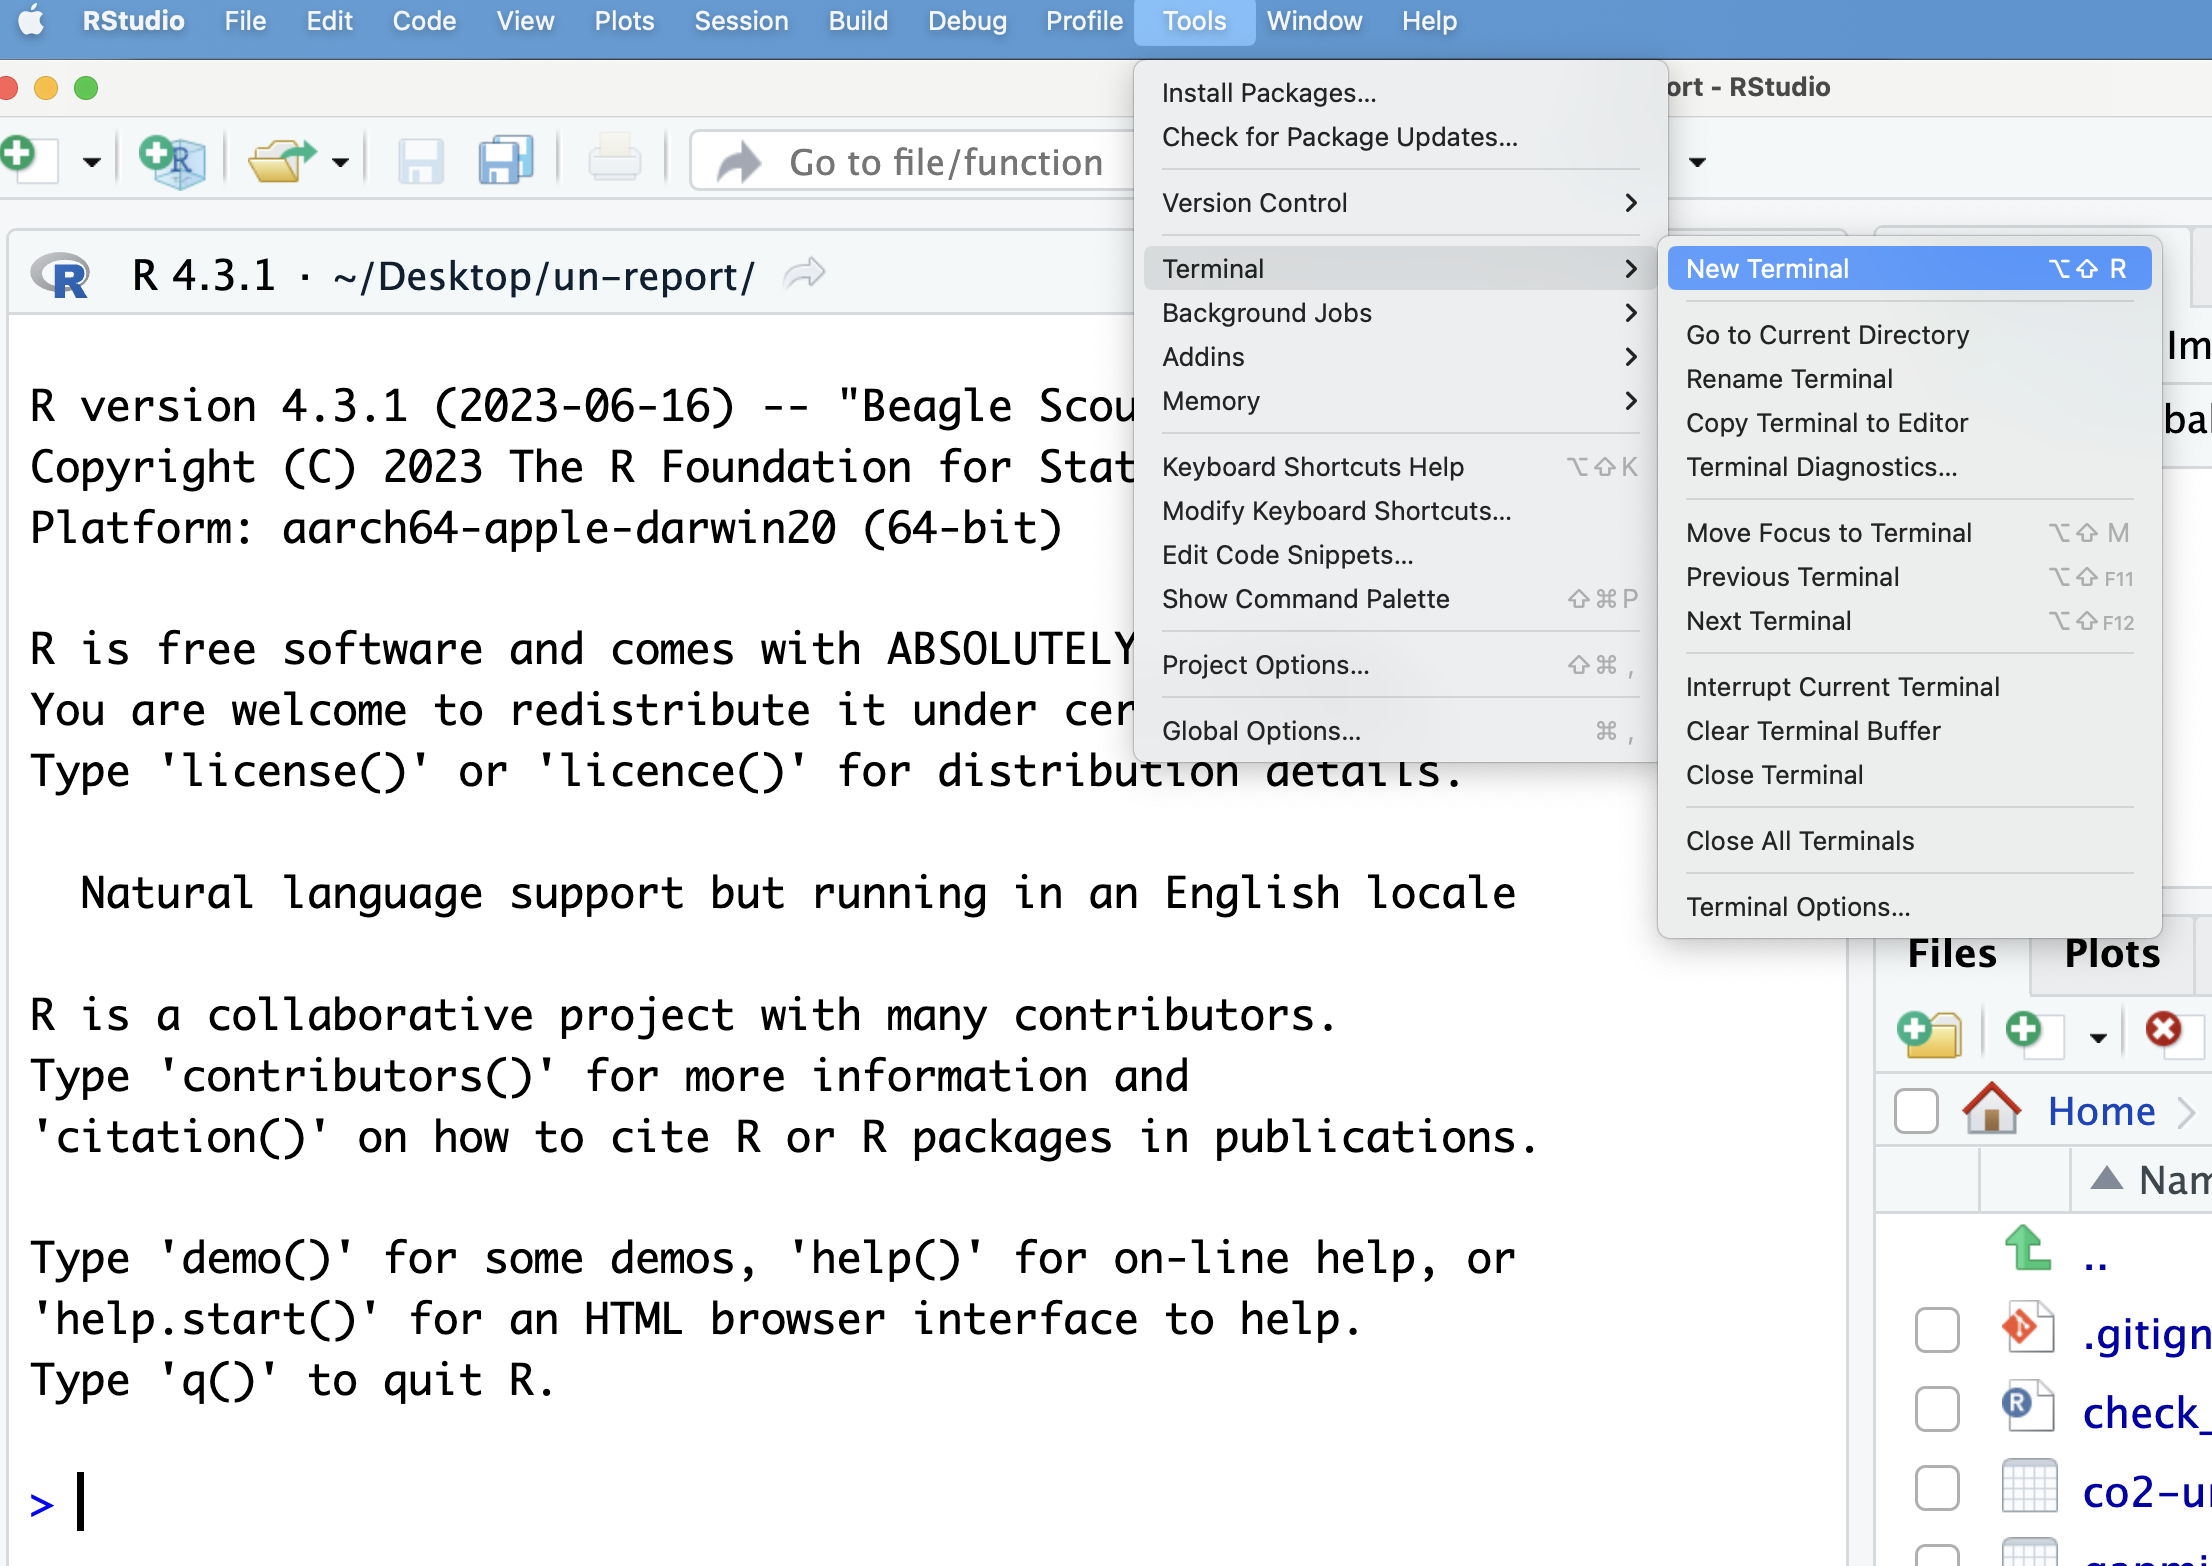 RStudio File Edit Code View Plots Session Build Debug Profile Tools Window Help
ort - RStudio
Go to file/function
R 4.3.1 · ~/Desktop/un-report/
R version 4.3.1 (2023-06-16) -- "Beagle Scou
Copyright (C) 2023 The R Foundation for Stat
Platform: aarch64-apple-darwin20 (64-bit)
R is free software and comes with ABSOLUTELY
You are welcome to redistribute it under cer
Type 'license()' or 'licence()' for distribution details.
Natural language support but running in an English locale
R is a collaborative project with many contributors.
Type 'contributors()' for more information and
'citation()' on how to cite R or R packages in publications.
Type 'demo()' for some demos, 'help()' for on-line help, or
'help.start()' for an HTML browser interface to help.
Type 'q()' to quit R.
>
Install Packages...
Check for Package Updates...
Version Control
Terminal
Background Jobs
Addins
Memory
Keyboard Shortcuts Help ⌥⇧K
Modify Keyboard Shortcuts...
Edit Code Snippets...
Show Command Palette ⇧⌘P
Project Options... ⇧⌘,
Global Options... ⌘,
New Terminal ⌥⇧R
Go to Current Directory
Rename Terminal
Copy Terminal to Editor
Terminal Diagnostics...
Move Focus to Terminal ⌥⇧M
Previous Terminal ⌥⇧F11
Next Terminal ⌥⇧F12
Interrupt Current Terminal
Clear Terminal Buffer
Close Terminal
Close All Terminals
Terminal Options...
Im
bal
Files Plots
Home
Nam
..
.gitign
check_
co2-u